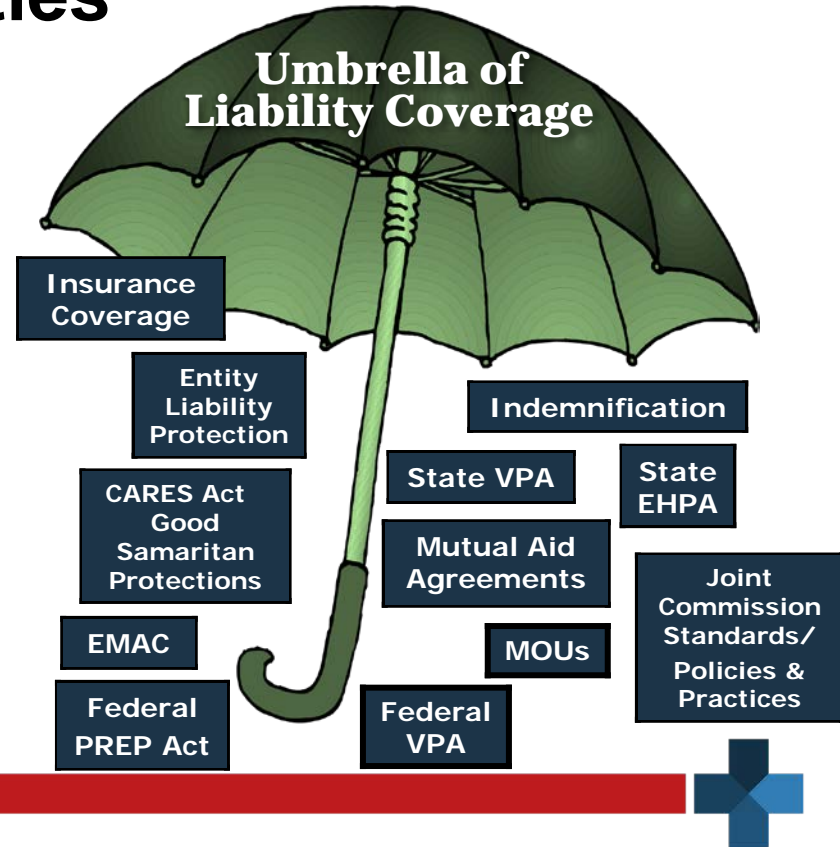 Umbrella of
Liability Coverage
Insurance
Coverage
Entity
Liability
Protection
Indemnification
CARES Act
Good
Samaritan
Protections
State VPA
State
EHPA
Mutual Aid
Agreements
Joint
Commission
Standards/
Policies &
Practices
EMAC
MOUs
Federal
PREP Act
Federal
VPA